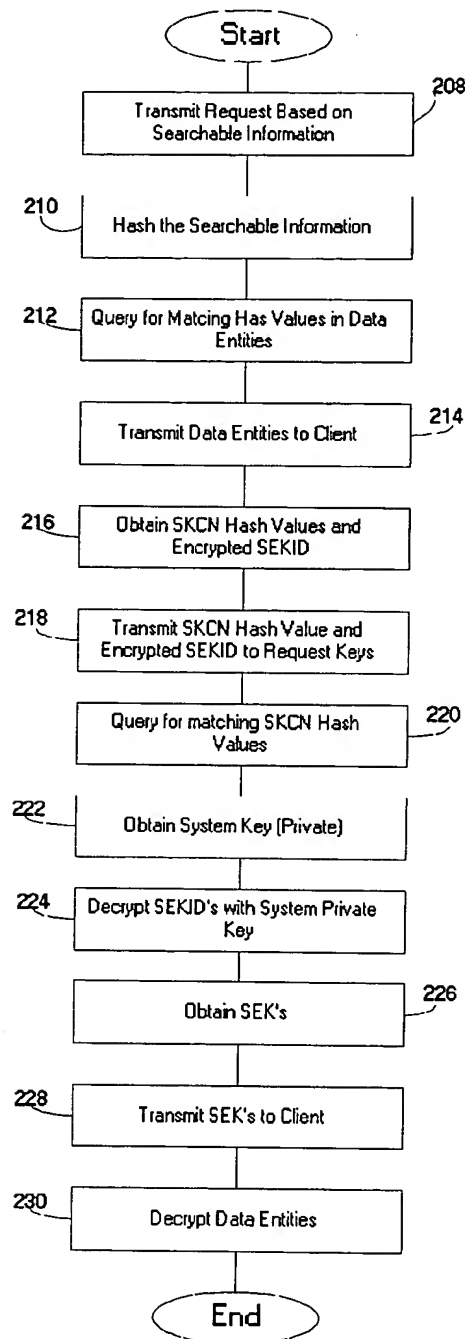 Start
208
Transmit Request Based on
Searchable Information
210
Hash the Searchable Information
212
Query for Matcing Has Values in Data
Entities
214
Transmit Data Entities to Client
216
Obtain SKCN Hash Values and
Encrypted SEKID
218
Transmit SKCN Hash Value and
Encrypted SEKID to Request Keys
220
Query for matching SKCN Hash
Values
222
Obtain System Key (Private)
224
Decrypt SEKID's with System Private
Key
226
Obtain SEK's
228
Transmit SEK's to Client
230
Decrypt Data Entities
End